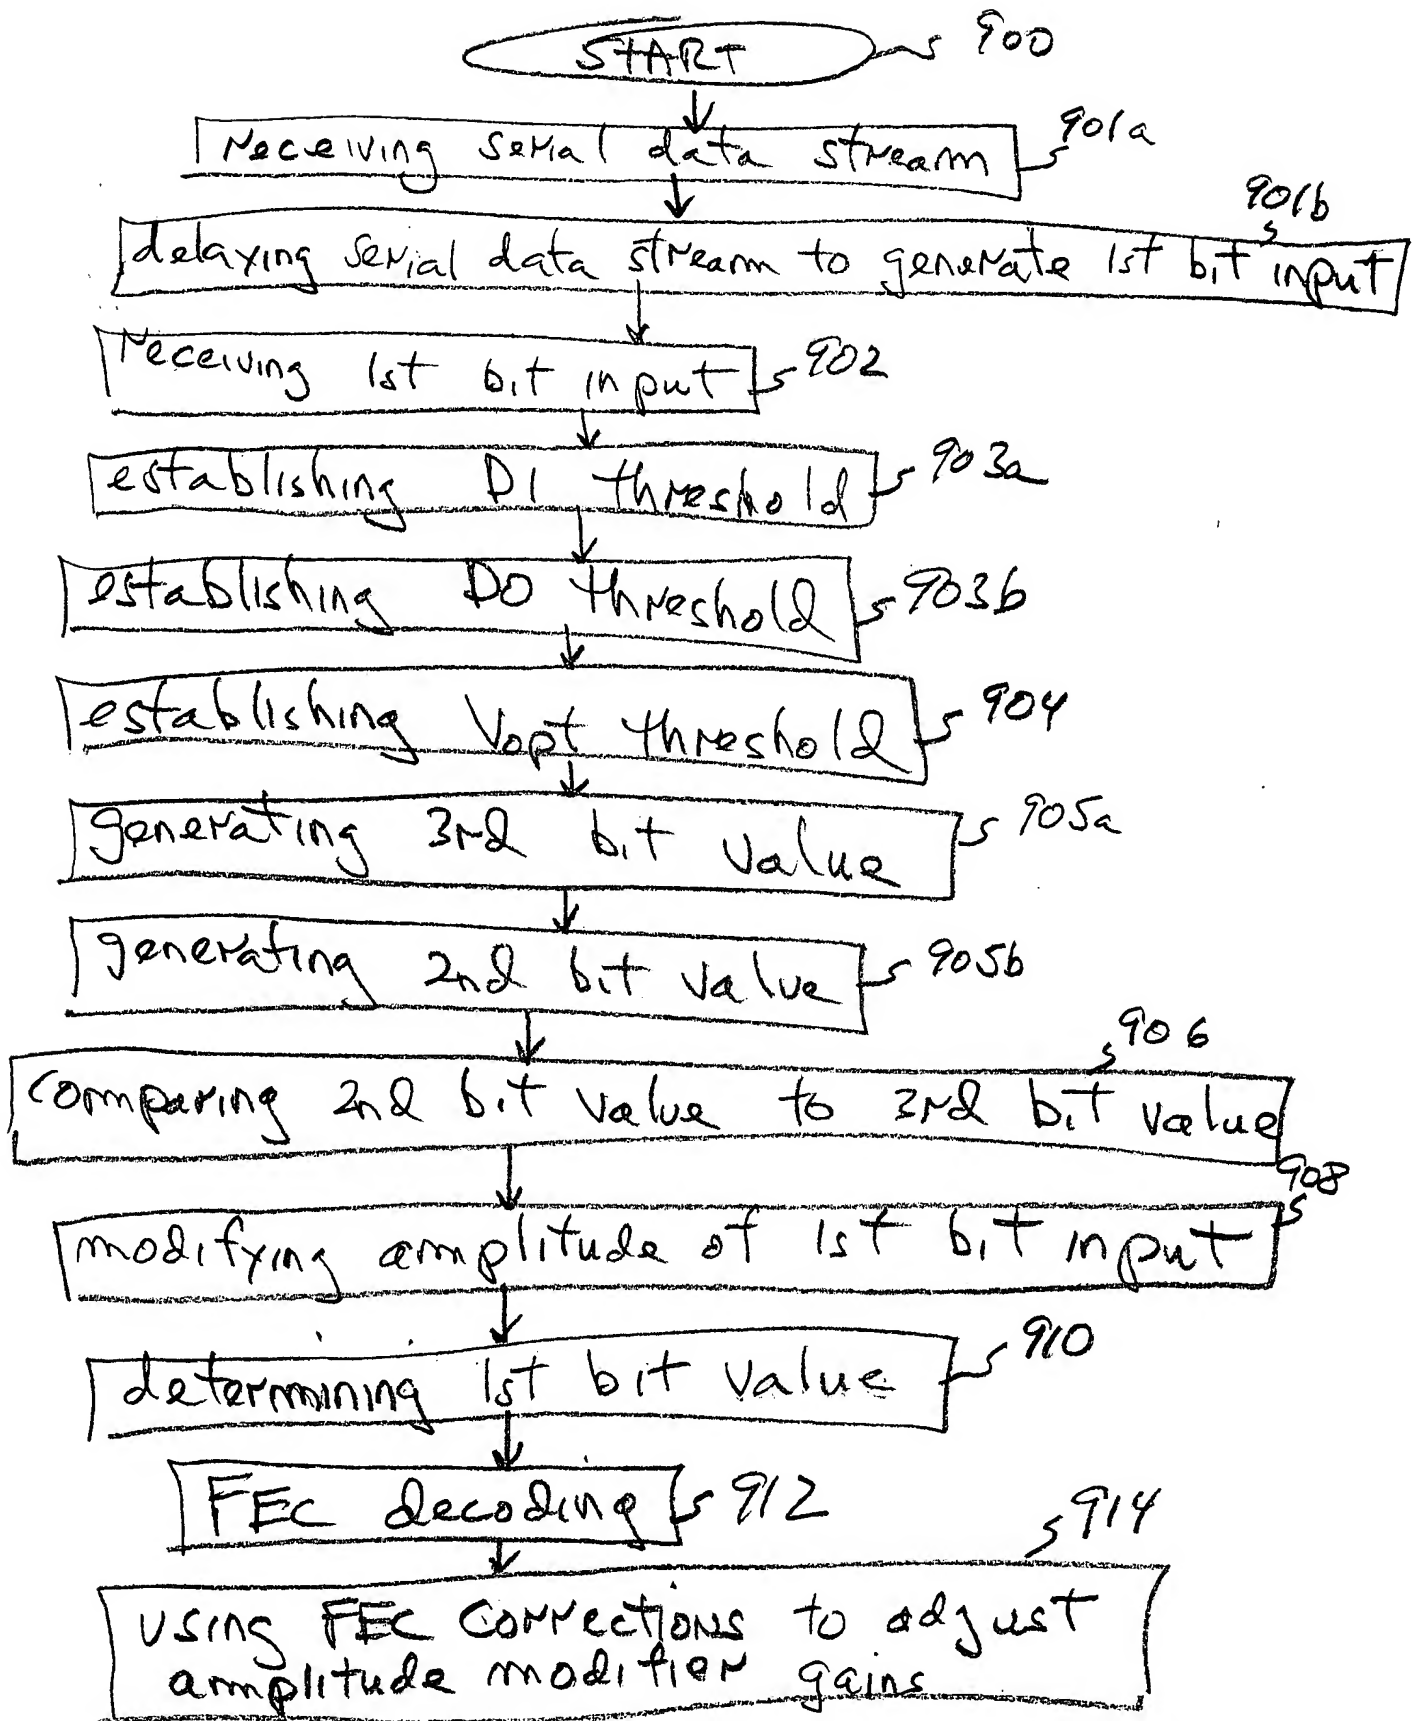 START 900
receiving serial data stream 901a
901b
delaying serial data stream to generate 1st bit input
receiving 1st bit input 902
establishing D1 threshold 903a
establishing D0 threshold 903b
establishing Vopt threshold 904
generating 3rd bit value 905a
generating 2nd bit value 905b
906
comparing 2nd bit value to 3rd bit value
908
modifying amplitude of 1st bit input
determining 1st bit value 910
FEC decoding 912
914
using FEC corrections to adjust
amplitude modifier gains